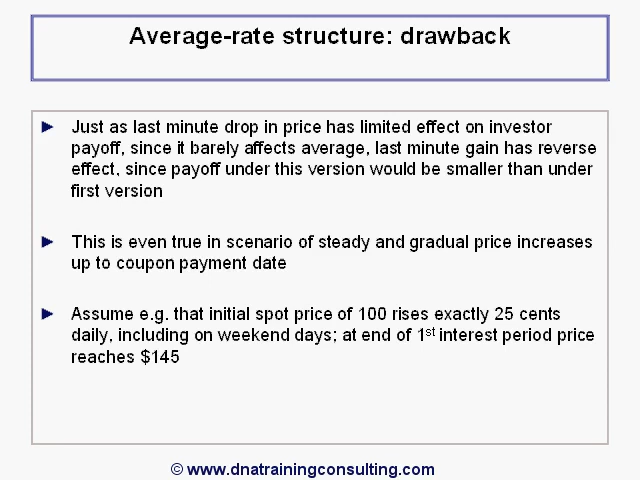 Average-rate structure: drawback
► Just as last minute drop in price has limited effect on investor
payoff, since it barely affects average, last minute gain has reverse
effect, since payoff under this version would be smaller than under
first version
► This is even true in scenario of steady and gradual price increases
up to coupon payment date
► Assume e.g. that initial spot price of 100 rises exactly 25 cents
daily, including on weekend days; at end of 1st interest period price
reaches $145
© www.dnatrainingconsulting.com